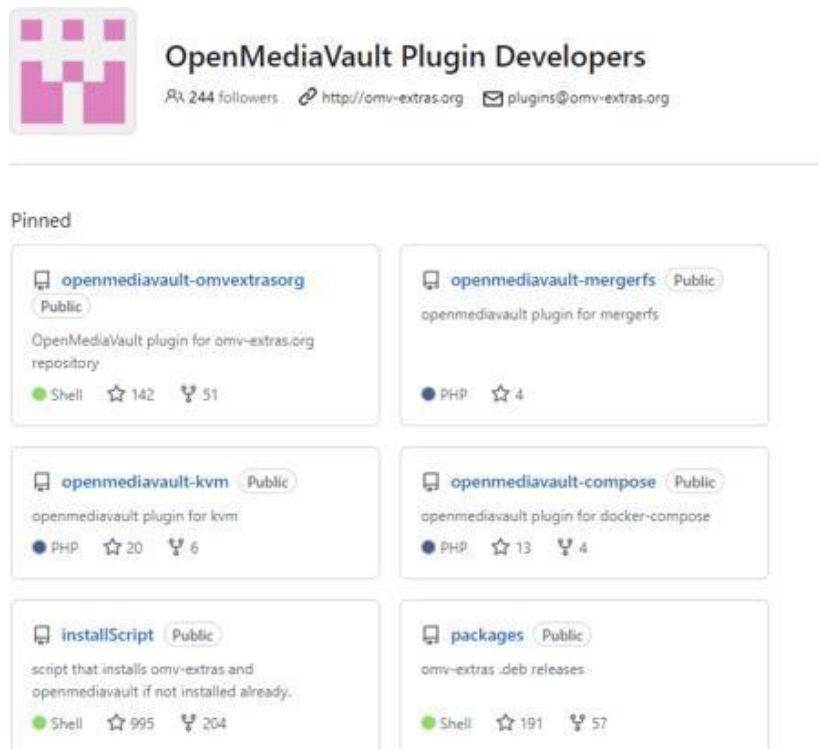 OpenMediaVault Plugin Developers
244 followers http://omv-extras.org plugins@omv-extras.org
Pinned
openmediavault-omvextrasorg
Public
OpenMediaVault plugin for omv-extras.org
repository
Shell 142 51
openmediavault-mergerfs Public
openmediavault plugin for mergerfs
PHP 4
openmediavault-kvm Public
openmediavault plugin for kvm
PHP 20 6
openmediavault-compose Public
openmediavault plugin for docker-compose
PHP 13 4
installScript Public
script that installs omv-extras and
openmediavault if not installed already.
Shell 995 204
packages Public
omv-extras .deb releases
Shell 191 57